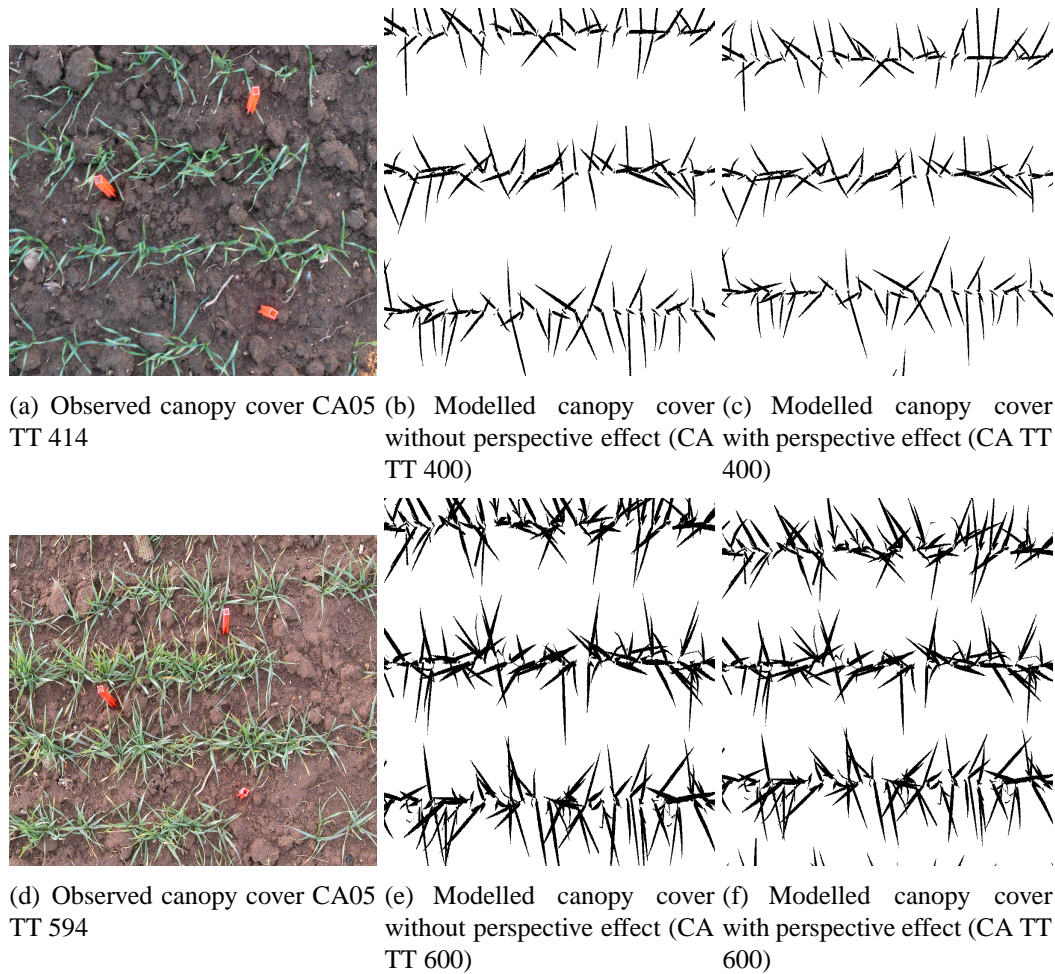 (a) Observed canopy cover CA05
TT 414
(b) Modelled canopy cover
without perspective effect (CA
TT 400)
(c) Modelled canopy cover
with perspective effect (CA TT
400)
(d) Observed canopy cover CA05
TT 594
(e) Modelled canopy cover
without perspective effect (CA
TT 600)
(f) Modelled canopy cover
with perspective effect (CA TT
600)